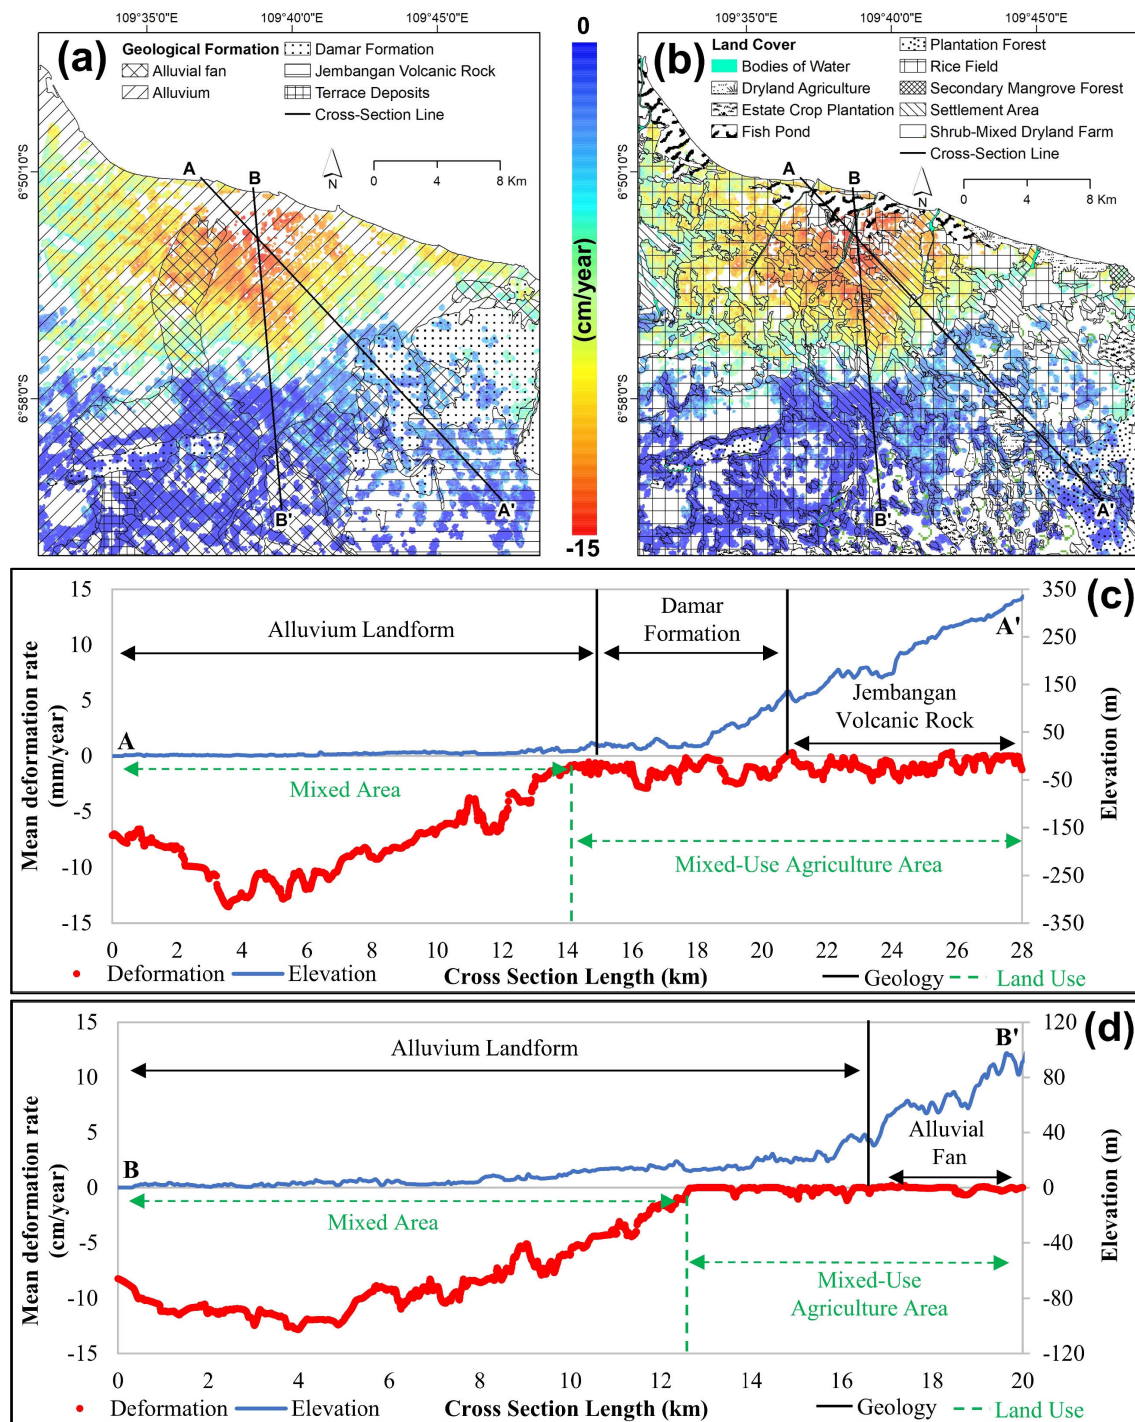 109°35'0"E 109°40'0"E 109°45'0"E
(a)
Geological Formation
Alluvial fan
Alluvium
Damar Formation
Jembangan Volcanic Rock
Terrace Deposits
Cross-Section Line
6°50'10"S
6°58'0"S
N
0 4 8 Km
A
B
B'
A'
0
(cm/year)
-15
109°35'0"E 109°40'0"E 109°45'0"E
(b)
Land Cover
Bodies of Water
Dryland Agriculture
Estate Crop Plantation
Fish Pond
Plantation Forest
Rice Field
Secondary Mangrove Forest
Settlement Area
Shrub-Mixed Dryland Farm
Cross-Section Line
6°50'10"S
6°58'0"S
N
0 4 8 Km
A
B
B'
A'
(c)
Mean deformation rate
(mm/year)
15
10
5
0
-5
-10
-15
Alluvium Landform
Damar
Formation
Jembangan
Volcanic Rock
A
A'
Mixed Area
Mixed-Use Agriculture Area
350
250
150
50
-50
-150
-250
-350
Elevation (m)
0 2 4 6 8 10 12 14 16 18 20 22 24 26 28
Cross Section Length (km)
Deformation
Elevation
Geology
Land Use
(d)
Mean deformation rate
(cm/year)
15
10
5
0
-5
-10
-15
Alluvium Landform
Alluvial
Fan
B
B'
Mixed Area
Mixed-Use
Agriculture Area
120
80
40
0
-40
-80
-120
Elevation (m)
0 2 4 6 8 10 12 14 16 18 20
Cross Section Length (km)
Deformation
Elevation
Geology
Land Use